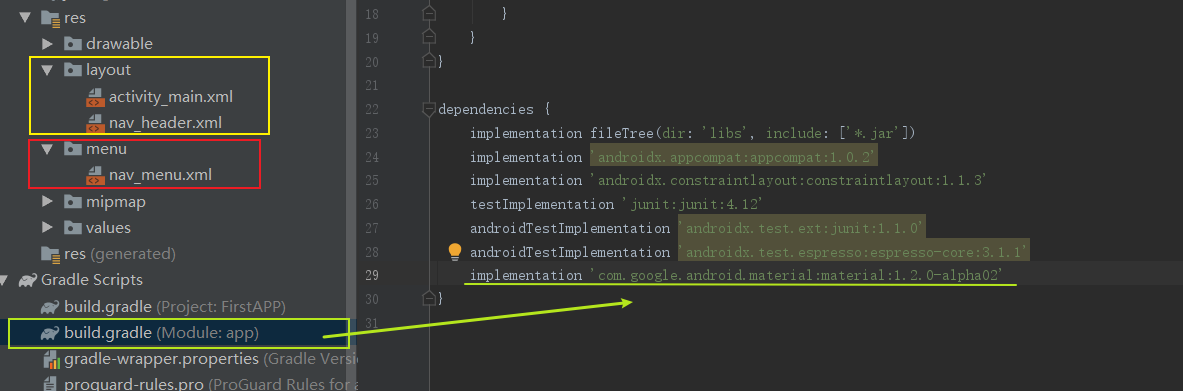 res
drawable
layout
activity_main.xml
nav_header.xml
menu
nav_menu.xml
mipmap
values
res (generated)
Gradle Scripts
build.gradle (Project: FirstAPP)
build.gradle (Module: app)
gradle-wrapper.properties (Gradle Versi
proguard-rules.pro (ProGuard Rules for a
18 }
19 }
20 }
21
22 dependencies {
23 implementation fileTree(dir: 'libs', include: ['*.jar'])
24 implementation 'androidx.appcompat:appcompat:1.0.2'
25 implementation 'androidx.constraintlayout:constraintlayout:1.1.3'
26 testImplementation 'junit:junit:4.12'
27 androidTestImplementation 'androidx.test.ext:junit:1.1.0'
28 androidTestImplementation 'androidx.test.espresso:espresso-core:3.1.1'
29 implementation 'com.google.android.material:material:1.2.0-alpha02'
30 }
31